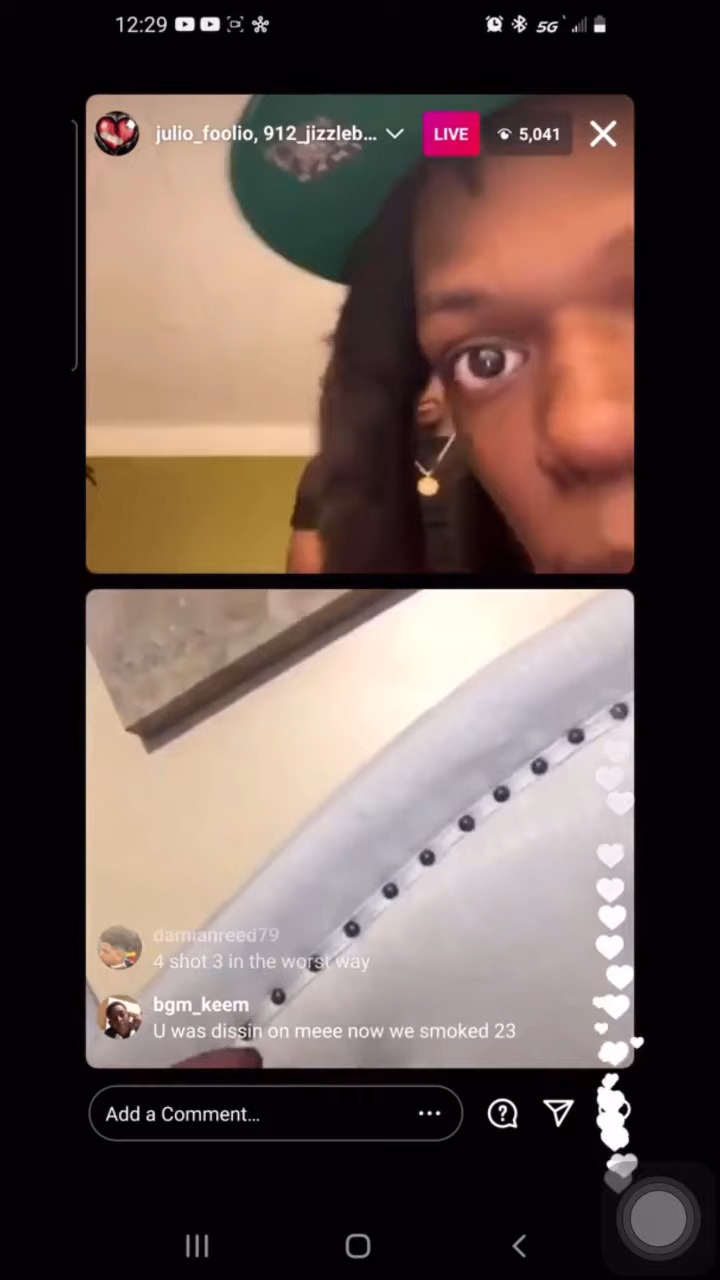 12:29
5G
julio_foolio, 912_jizzleb...
LIVE
5,041
damianreed79
4 shot 3 in the worst way
bgm_keem
U was dissin on meee now we smoked 23
Add a Comment...